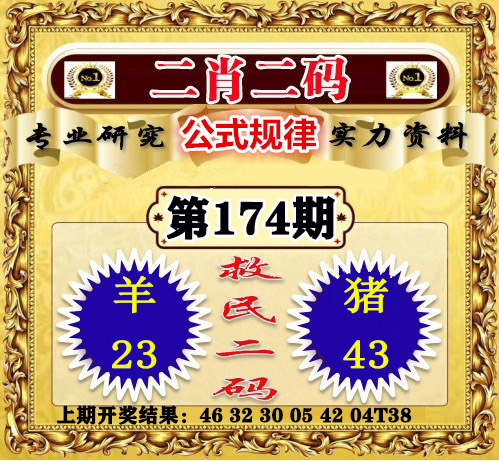 No.1 二肖二码 No.1
专业研究 公式规律 实力资料
第174期
羊 23
救民二码
猪 43
上期开奖结果：46 32 30 05 42 04T38